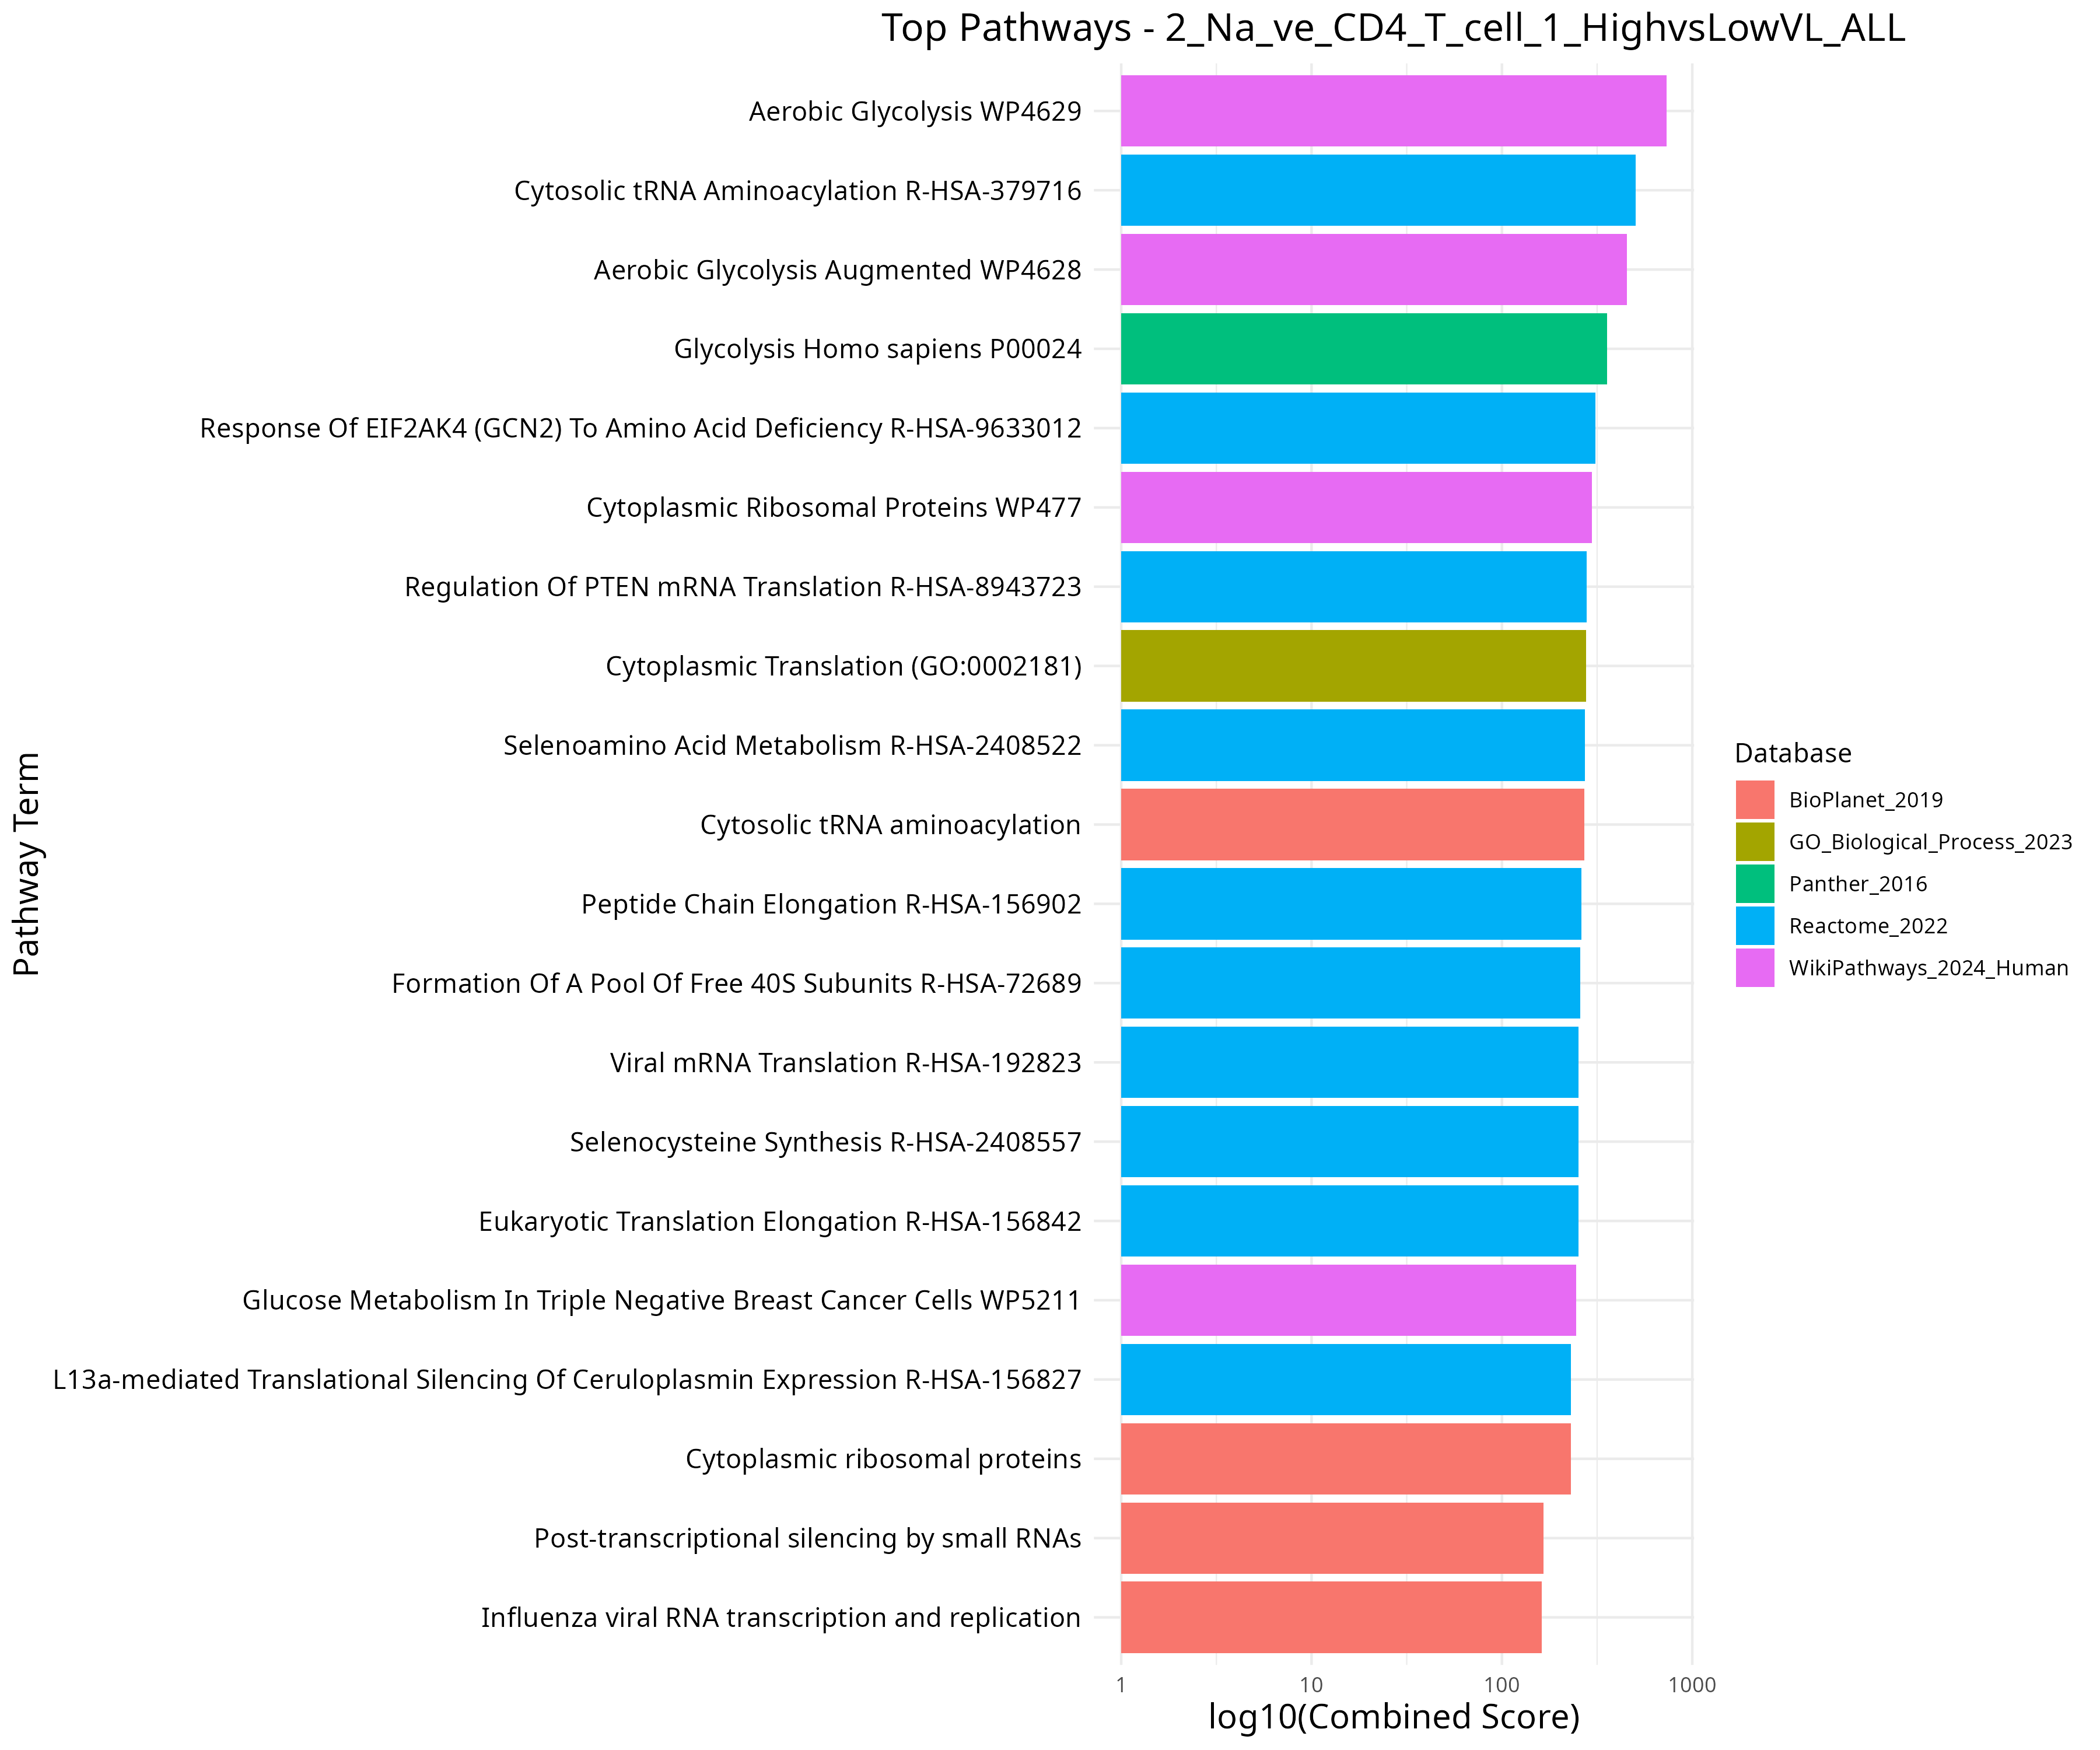 Top Pathways - 2_Na_ve_CD4_T_cell_1_HighvsLowVL_ALL
Pathway Term
Aerobic Glycolysis WP4629
Cytosolic tRNA Aminoacylation R-HSA-379716
Aerobic Glycolysis Augmented WP4628
Glycolysis Homo sapiens P00024
Response Of EIF2AK4 (GCN2) To Amino Acid Deficiency R-HSA-9633012
Cytoplasmic Ribosomal Proteins WP477
Regulation Of PTEN mRNA Translation R-HSA-8943723
Cytoplasmic Translation (GO:0002181)
Selenoamino Acid Metabolism R-HSA-2408522
Cytosolic tRNA aminoacylation
Peptide Chain Elongation R-HSA-156902
Formation Of A Pool Of Free 40S Subunits R-HSA-72689
Viral mRNA Translation R-HSA-192823
Selenocysteine Synthesis R-HSA-2408557
Eukaryotic Translation Elongation R-HSA-156842
Glucose Metabolism In Triple Negative Breast Cancer Cells WP5211
L13a-mediated Translational Silencing Of Ceruloplasmin Expression R-HSA-156827
Cytoplasmic ribosomal proteins
Post-transcriptional silencing by small RNAs
Influenza viral RNA transcription and replication
1 10 100 1000
log10(Combined Score)
Database
BioPlanet_2019
GO_Biological_Process_2023
Panther_2016
Reactome_2022
WikiPathways_2024_Human